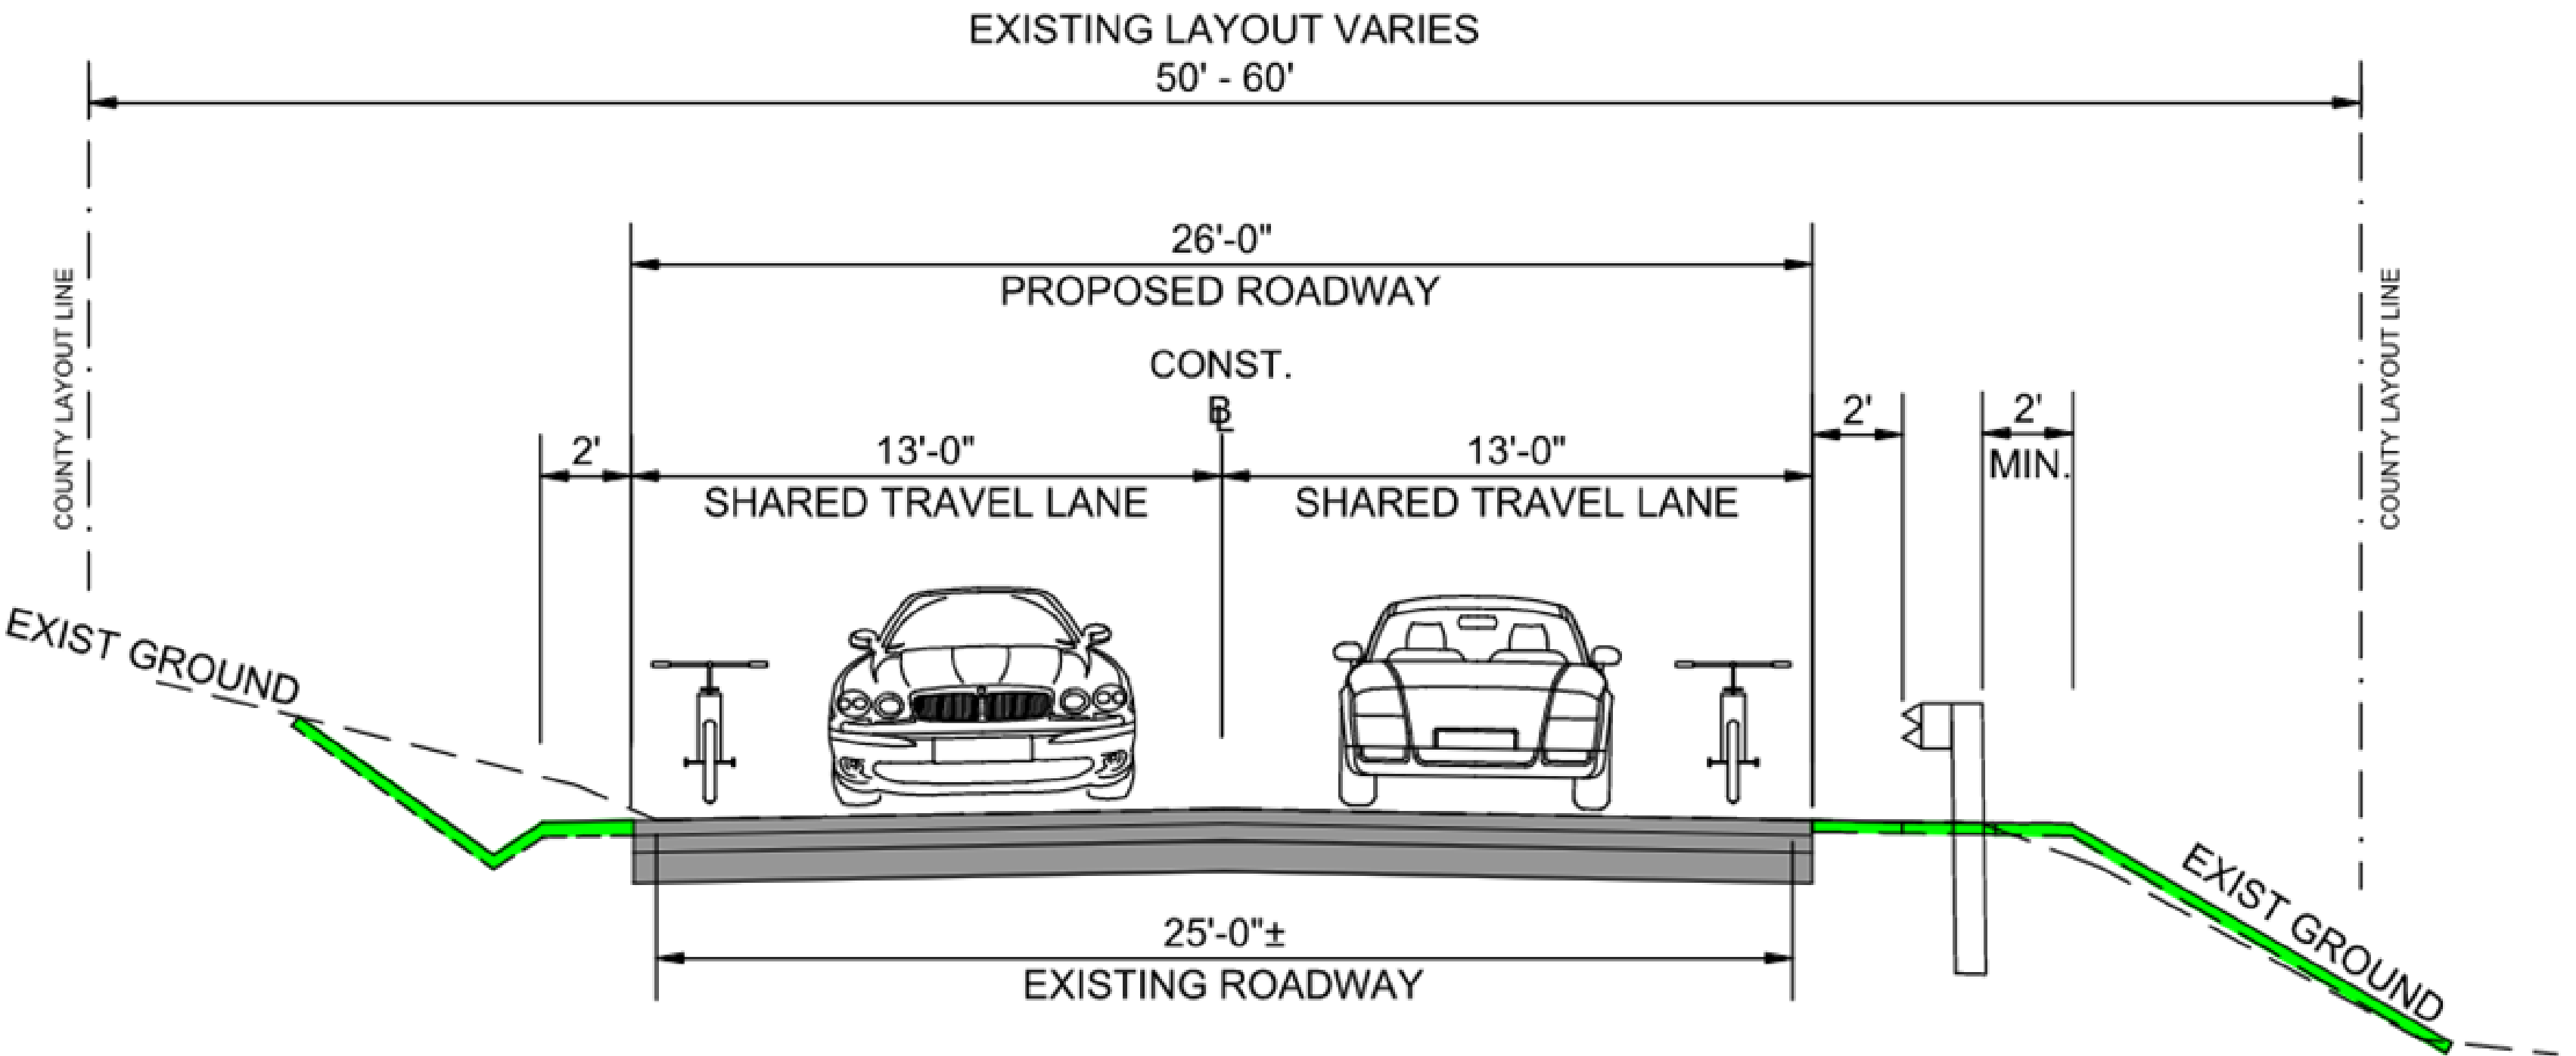 EXISTING LAYOUT VARIES
50' - 60'
COUNTY LAYOUT LINE
COUNTY LAYOUT LINE
26'-0"
PROPOSED ROADWAY
CONST.
BL
2'
13'-0"
13'-0"
2'
2'
MIN.
SHARED TRAVEL LANE
SHARED TRAVEL LANE
EXIST GROUND
EXIST GROUND
25'-0"±
EXISTING ROADWAY